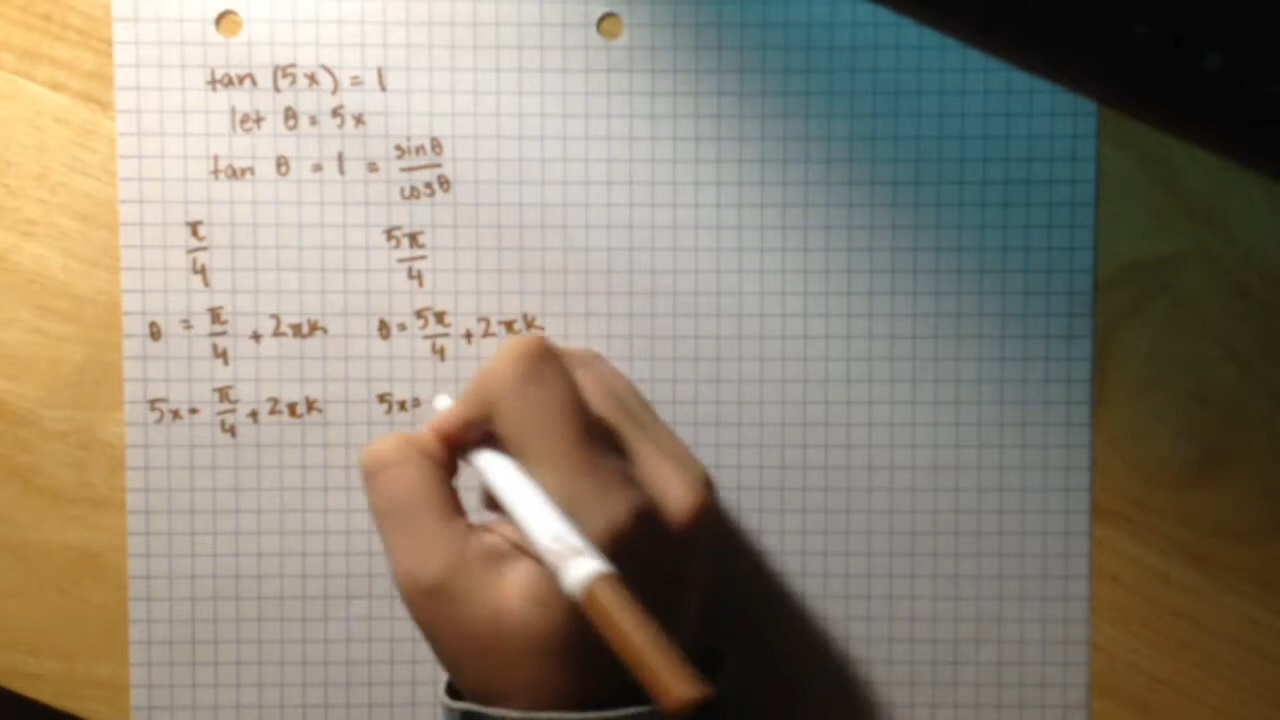 tan (5x) = 1
let θ = 5x
tan θ = 1 = sinθ/cosθ
π/4 5π/4
θ = π/4 + 2πk θ = 5π/4 + 2πk
5x = π/4 + 2πk 5x =